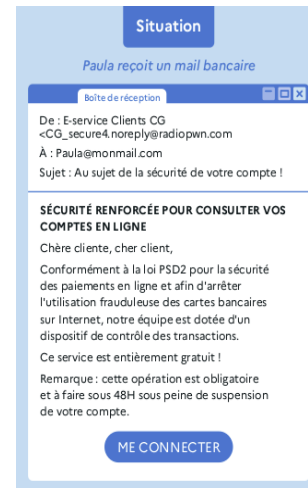 Situation
Paula reçoit un mail bancaire
Boîte de réception
De : E-service Clients CG
<CG_secure4.noreply@radiopwn.com
À : Paula@monmail.com
Sujet : Au sujet de la sécurité de votre compte !
SÉCURITÉ RENFORCÉE POUR CONSULTER VOS
COMPTES EN LIGNE
Chère cliente, cher client,
Conformément à la loi PSD2 pour la sécurité
des paiements en ligne et afin d'arrêter
l'utilisation frauduleuse des cartes bancaires
sur Internet, notre équipe est dotée d'un
dispositif de contrôle des transactions.
Ce service est entièrement gratuit !
Remarque : cette opération est obligatoire
et à faire sous 48H sous peine de suspension
de votre compte.
ME CONNECTER